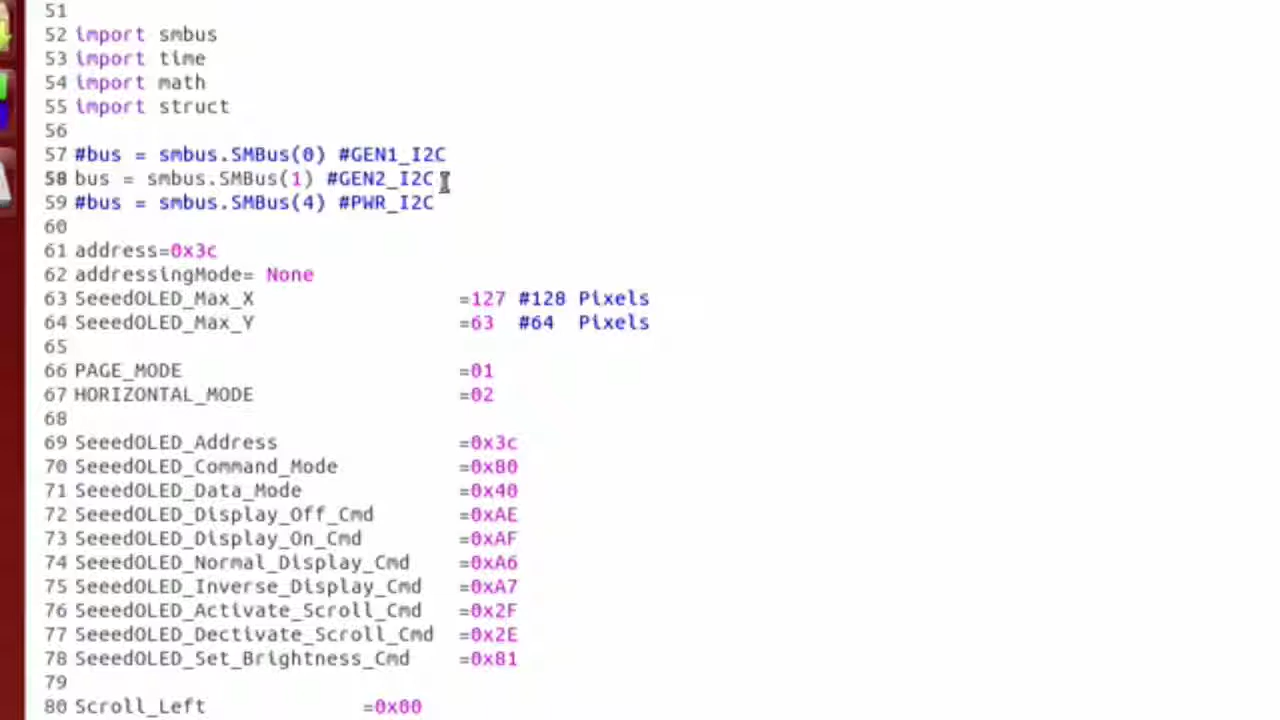 51
52 import smbus
53 import time
54 import math
55 import struct
56
57 #bus = smbus.SMBus(0) #GEN1_I2C
58 bus = smbus.SMBus(1) #GEN2_I2C
59 #bus = smbus.SMBus(4) #PWR_I2C
60
61 address=0x3c
62 addressingMode= None
63 SeeedOLED_Max_X =127 #128 Pixels
64 SeeedOLED_Max_Y =63 #64 Pixels
65
66 PAGE_MODE =01
67 HORIZONTAL_MODE =02
68
69 SeeedOLED_Address =0x3c
70 SeeedOLED_Command_Mode =0x80
71 SeeedOLED_Data_Mode =0x40
72 SeeedOLED_Display_Off_Cmd =0xAE
73 SeeedOLED_Display_On_Cmd =0xAF
74 SeeedOLED_Normal_Display_Cmd =0xA6
75 SeeedOLED_Inverse_Display_Cmd =0xA7
76 SeeedOLED_Activate_Scroll_Cmd =0x2F
77 SeeedOLED_Dectivate_Scroll_Cmd =0x2E
78 SeeedOLED_Set_Brightness_Cmd =0x81
79
80 Scroll_Left =0x00